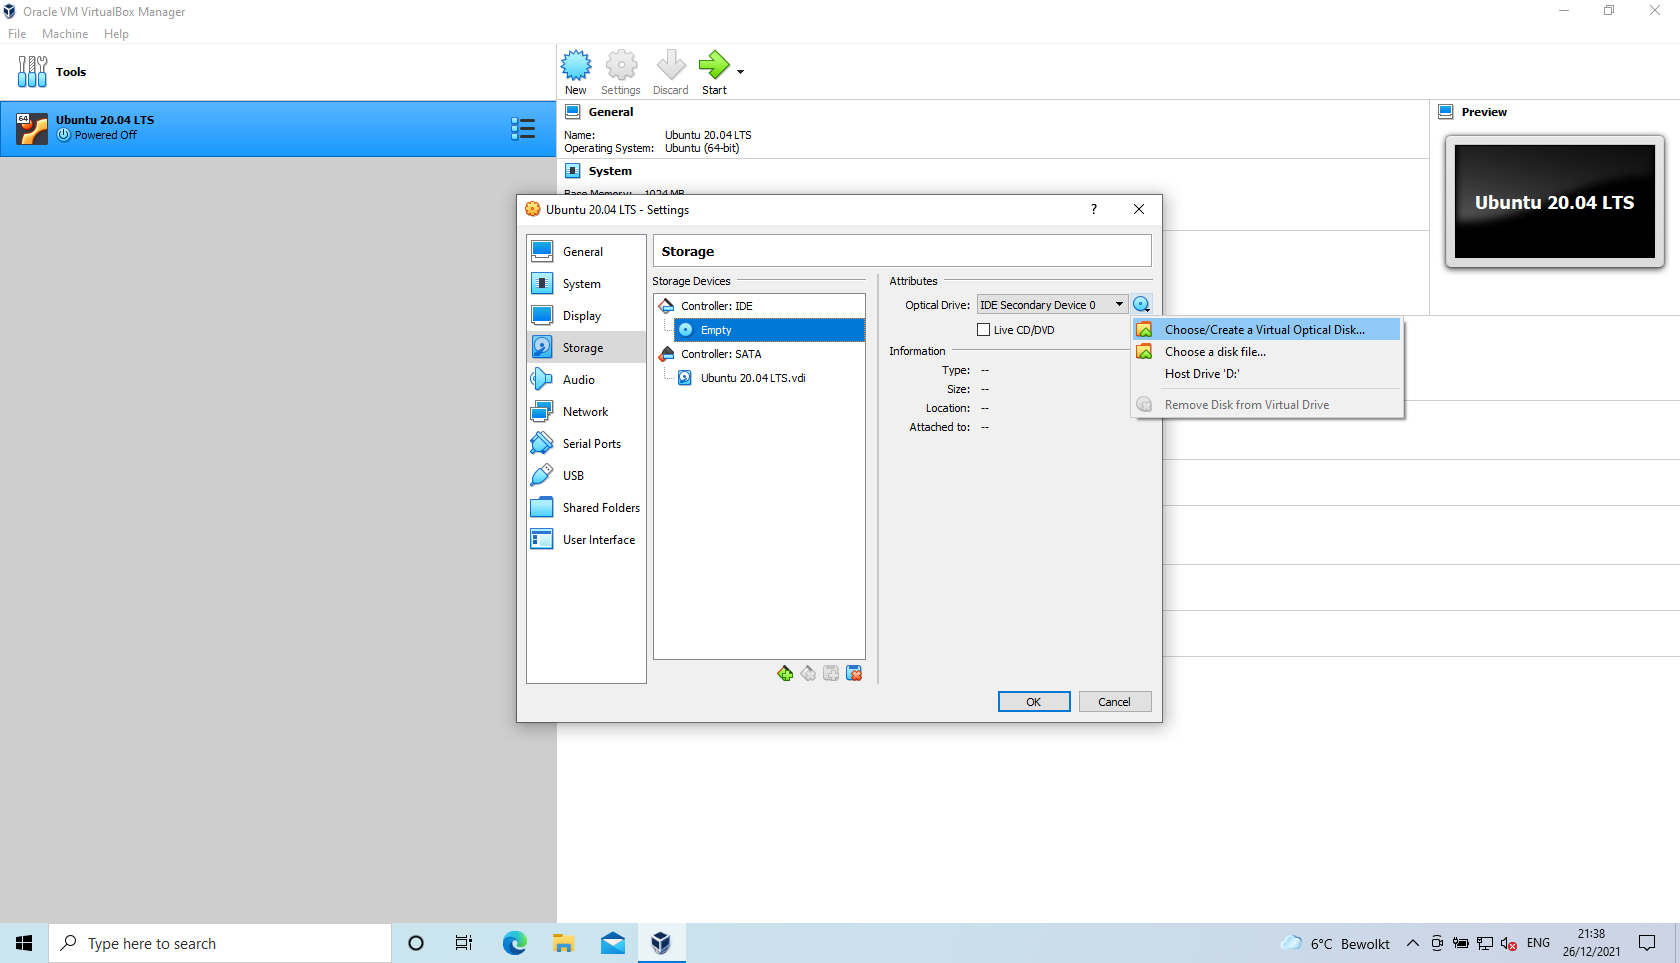 Oracle VM VirtualBox Manager
File Machine Help
Tools
64
Ubuntu 20.04 LTS
Powered Off
New Settings Discard Start
General
Name: Ubuntu 20.04 LTS
Operating System: Ubuntu (64-bit)
System
Base Memory: 1024 MB
Preview
Ubuntu 20.04 LTS
Ubuntu 20.04 LTS - Settings
?
General
System
Display
Storage
Audio
Network
Serial Ports
USB
Shared Folders
User Interface
Storage
Storage Devices
Controller: IDE
Empty
Controller: SATA
Ubuntu 20.04 LTS.vdi
Attributes
Optical Drive: IDE Secondary Device 0
Live CD/DVD
Information
Type: --
Size: --
Location: --
Attached to: --
Choose/Create a Virtual Optical Disk...
Choose a disk file...
Host Drive 'D:'
Remove Disk from Virtual Drive
OK Cancel
Type here to search
6°C Bewolkt
ENG
21:38
26/12/2021